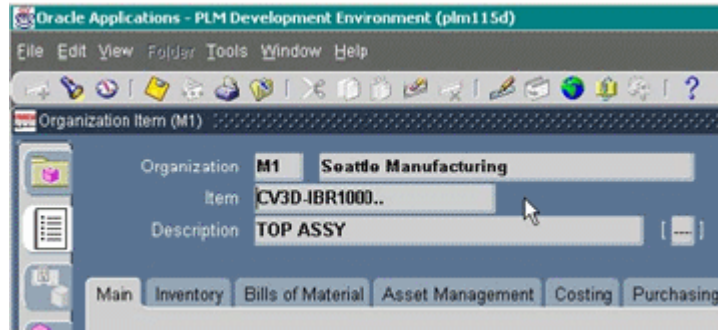 Oracle Applications - PLM Development Environment (plm115d)
File Edit View Folder Tools Window Help
Organization Item (M1)
Organization M1 Seattle Manufacturing
Item CV3D-IBR1000..
Description TOP ASSY [ ... ]
Main Inventory Bills of Material Asset Management Costing Purchasing